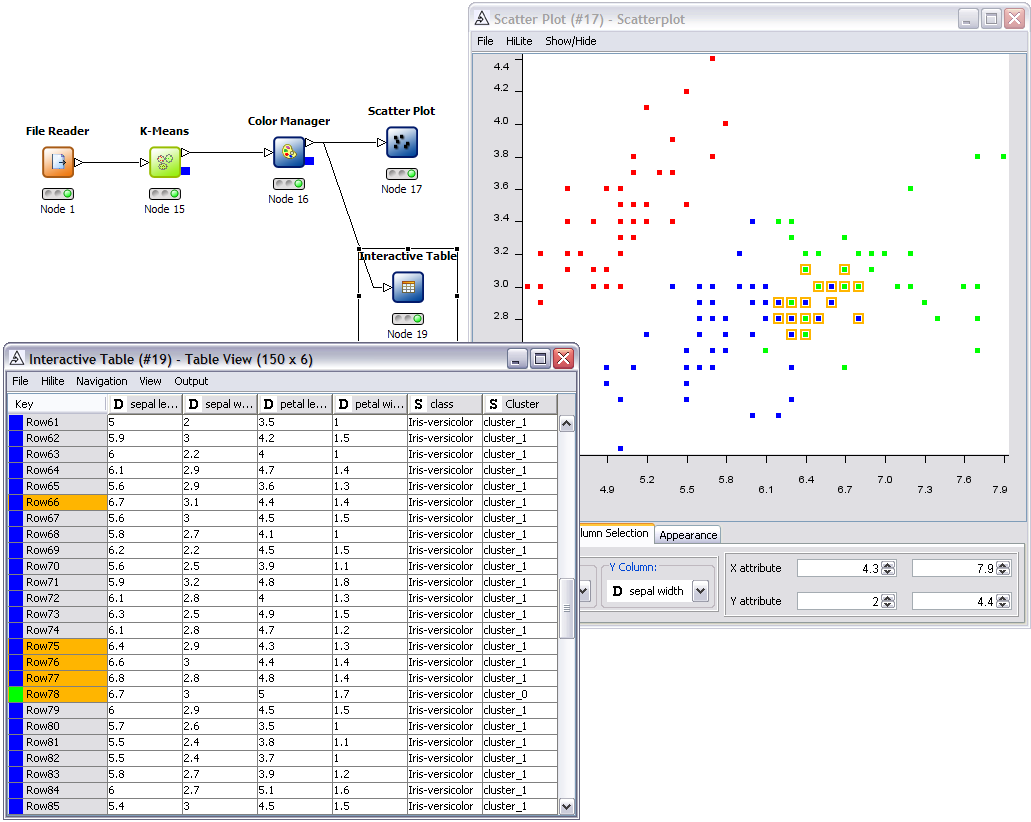 Scatter Plot (#17) - Scatterplot
File HiLite Show/Hide
4.4
4.2
4.0
3.8
3.6
3.4
3.2
3.0
2.8
4.9 5.2 5.5 5.8 6.1 6.4 6.7 7.0 7.3 7.6 7.9
lumn Selection Appearance
Y Column:
D sepal width
X attribute 4.3 7.9
Y attribute 2 4.4
File Reader
Node 1
K-Means
Node 15
Color Manager
Node 16
Scatter Plot
Node 17
Interactive Table
Node 19
Interactive Table (#19) - Table View (150 x 6)
File Hilite Navigation View Output
Key D sepal le... D sepal w... D petal le... D petal wi... S class S Cluster
Row61 5 2 3.5 1 Iris-versicolor cluster_1
Row62 5.9 3 4.2 1.5 Iris-versicolor cluster_1
Row63 6 2.2 4 1 Iris-versicolor cluster_1
Row64 6.1 2.9 4.7 1.4 Iris-versicolor cluster_1
Row65 5.6 2.9 3.6 1.3 Iris-versicolor cluster_1
Row66 6.7 3.1 4.4 1.4 Iris-versicolor cluster_1
Row67 5.6 3 4.5 1.5 Iris-versicolor cluster_1
Row68 5.8 2.7 4.1 1 Iris-versicolor cluster_1
Row69 6.2 2.2 4.5 1.5 Iris-versicolor cluster_1
Row70 5.6 2.5 3.9 1.1 Iris-versicolor cluster_1
Row71 5.9 3.2 4.8 1.8 Iris-versicolor cluster_1
Row72 6.1 2.8 4 1.3 Iris-versicolor cluster_1
Row73 6.3 2.5 4.9 1.5 Iris-versicolor cluster_1
Row74 6.1 2.8 4.7 1.2 Iris-versicolor cluster_1
Row75 6.4 2.9 4.3 1.3 Iris-versicolor cluster_1
Row76 6.6 3 4.4 1.4 Iris-versicolor cluster_1
Row77 6.8 2.8 4.8 1.4 Iris-versicolor cluster_1
Row78 6.7 3 5 1.7 Iris-versicolor cluster_0
Row79 6 2.9 4.5 1.5 Iris-versicolor cluster_1
Row80 5.7 2.6 3.5 1 Iris-versicolor cluster_1
Row81 5.5 2.4 3.8 1.1 Iris-versicolor cluster_1
Row82 5.5 2.4 3.7 1 Iris-versicolor cluster_1
Row83 5.8 2.7 3.9 1.2 Iris-versicolor cluster_1
Row84 6 2.7 5.1 1.6 Iris-versicolor cluster_1
Row85 5.4 3 4.5 1.5 Iris-versicolor cluster_1